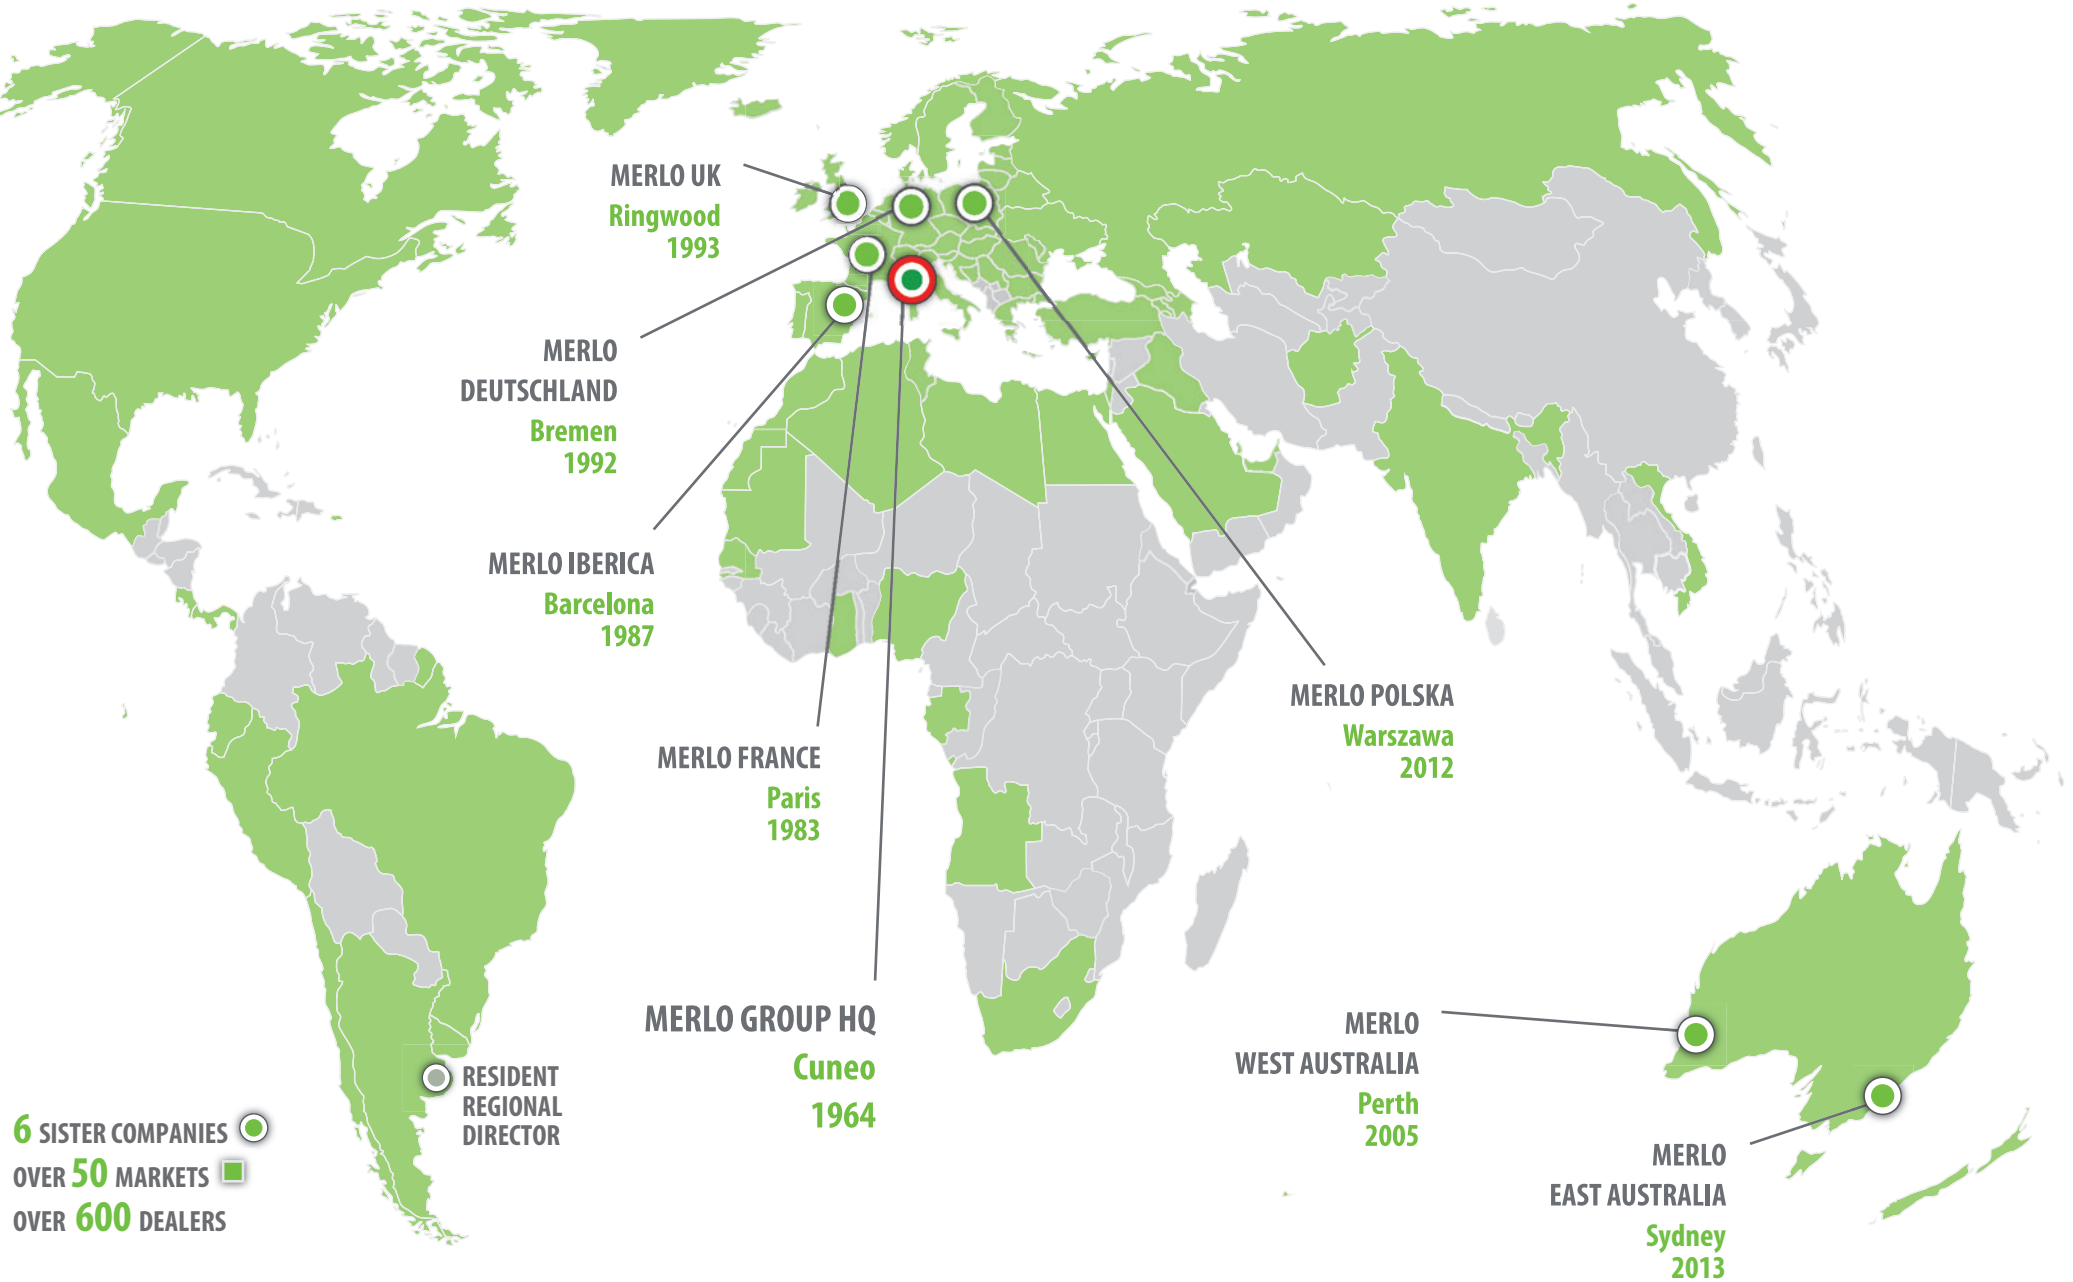 MERLO UK
Ringwood
1993
MERLO
DEUTSCHLAND
Bremen
1992
MERLO IBERICA
Barcelona
1987
MERLO FRANCE
Paris
1983
MERLO GROUP HQ
Cuneo
1964
MERLO POLSKA
Warszawa
2012
MERLO
WEST AUSTRALIA
Perth
2005
MERLO
EAST AUSTRALIA
Sydney
2013
RESIDENT
REGIONAL
DIRECTOR
6 SISTER COMPANIES
OVER 50 MARKETS
OVER 600 DEALERS